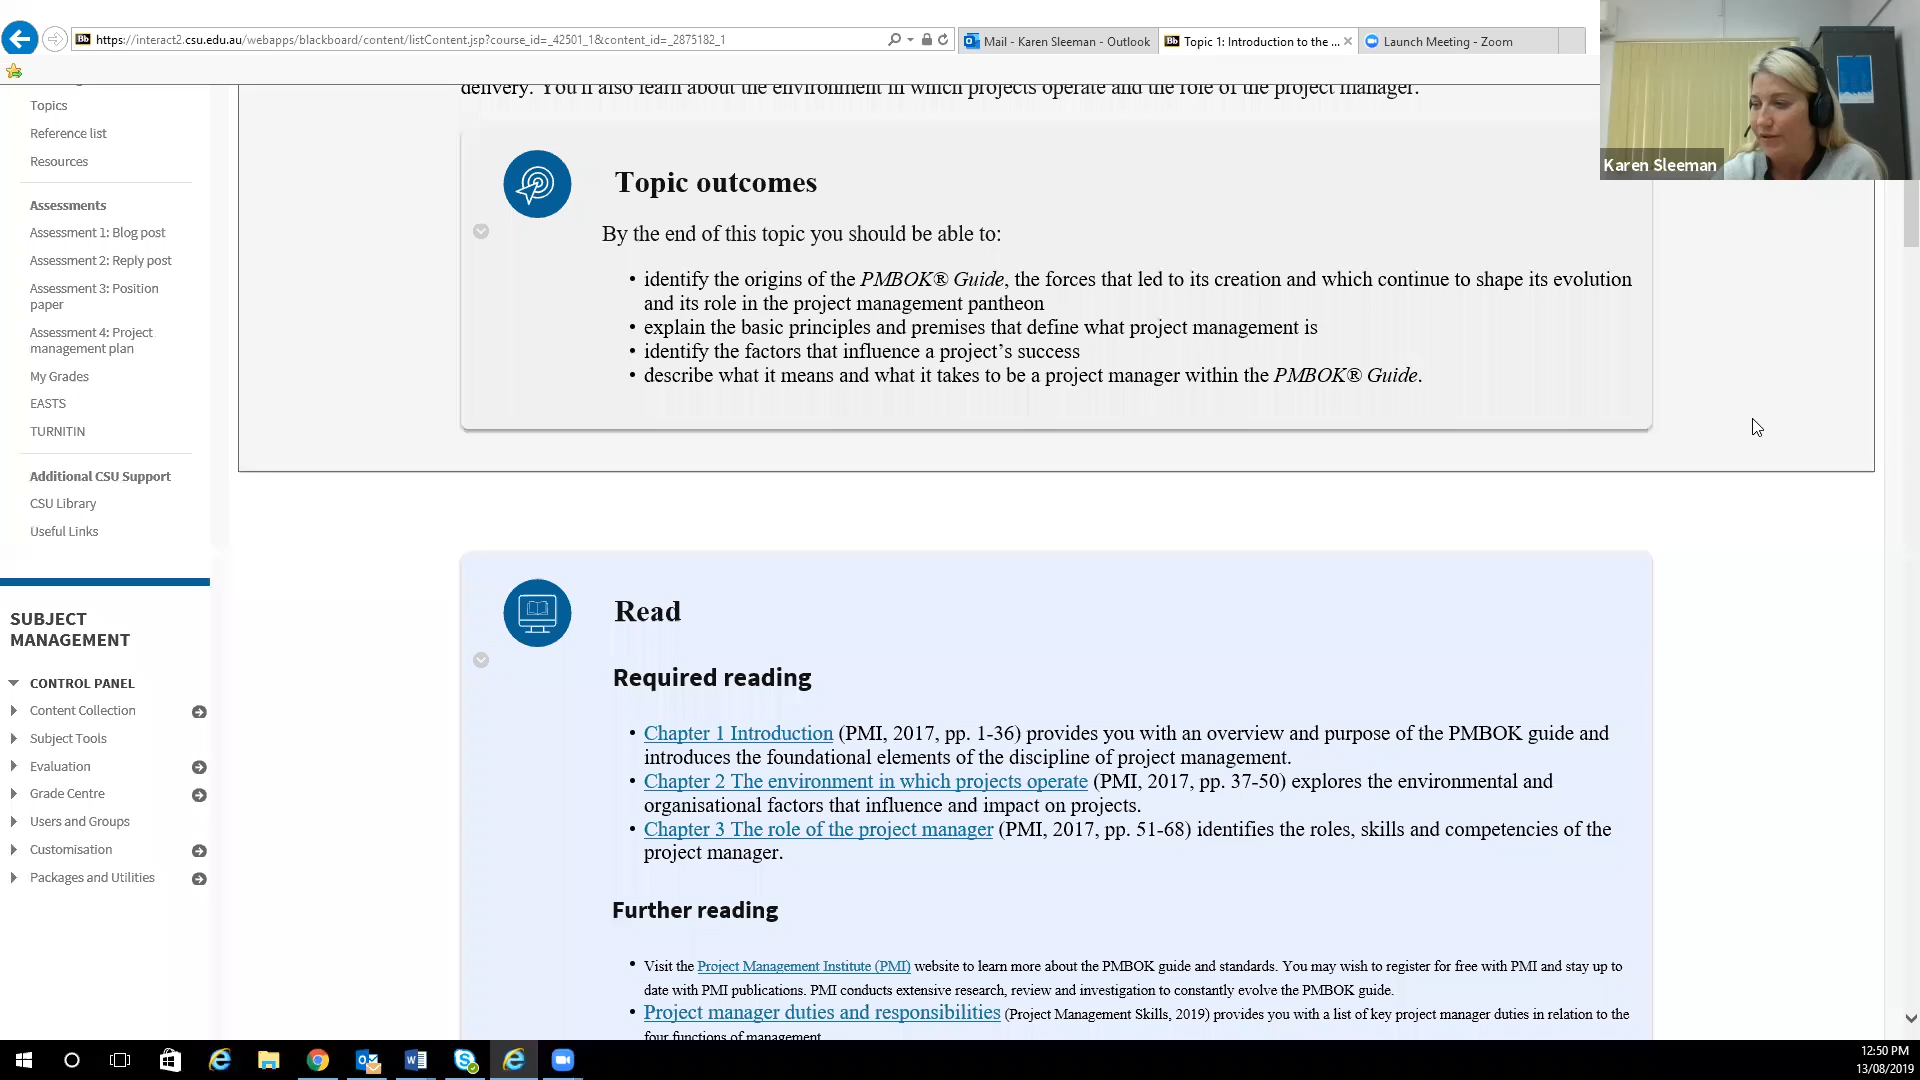 https://interact2.csu.edu.au/webapps/blackboard/content/listContent.jsp?course_id=_42501_1&content_id=_2875182_1
Mail - Karen Sleeman - Outlook
Topic 1: Introduction to the ...
Launch Meeting - Zoom
Karen Sleeman
Topics
Reference list
Resources
Assessments
Assessment 1: Blog post
Assessment 2: Reply post
Assessment 3: Position
paper
Assessment 4: Project
management plan
My Grades
EASTS
TURNITIN
Additional CSU Support
CSU Library
Useful Links
SUBJECT
MANAGEMENT
CONTROL PANEL
Content Collection
Subject Tools
Evaluation
Grade Centre
Users and Groups
Customisation
Packages and Utilities
delivery. You'll also learn about the environment in which projects operate and the role of the project manager.
Topic outcomes
By the end of this topic you should be able to:
• identify the origins of the PMBOK® Guide, the forces that led to its creation and which continue to shape its evolution
and its role in the project management pantheon
• explain the basic principles and premises that define what project management is
• identify the factors that influence a project’s success
• describe what it means and what it takes to be a project manager within the PMBOK® Guide.
Read
Required reading
• Chapter 1 Introduction (PMI, 2017, pp. 1-36) provides you with an overview and purpose of the PMBOK guide and
introduces the foundational elements of the discipline of project management.
• Chapter 2 The environment in which projects operate (PMI, 2017, pp. 37-50) explores the environmental and
organisational factors that influence and impact on projects.
• Chapter 3 The role of the project manager (PMI, 2017, pp. 51-68) identifies the roles, skills and competencies of the
project manager.
Further reading
• Visit the Project Management Institute (PMI) website to learn more about the PMBOK guide and standards. You may wish to register for free with PMI and stay up to
date with PMI publications. PMI conducts extensive research, review and investigation to constantly evolve the PMBOK guide.
• Project manager duties and responsibilities (Project Management Skills, 2019) provides you with a list of key project manager duties in relation to the
four functions of management.
12:50 PM
13/08/2019